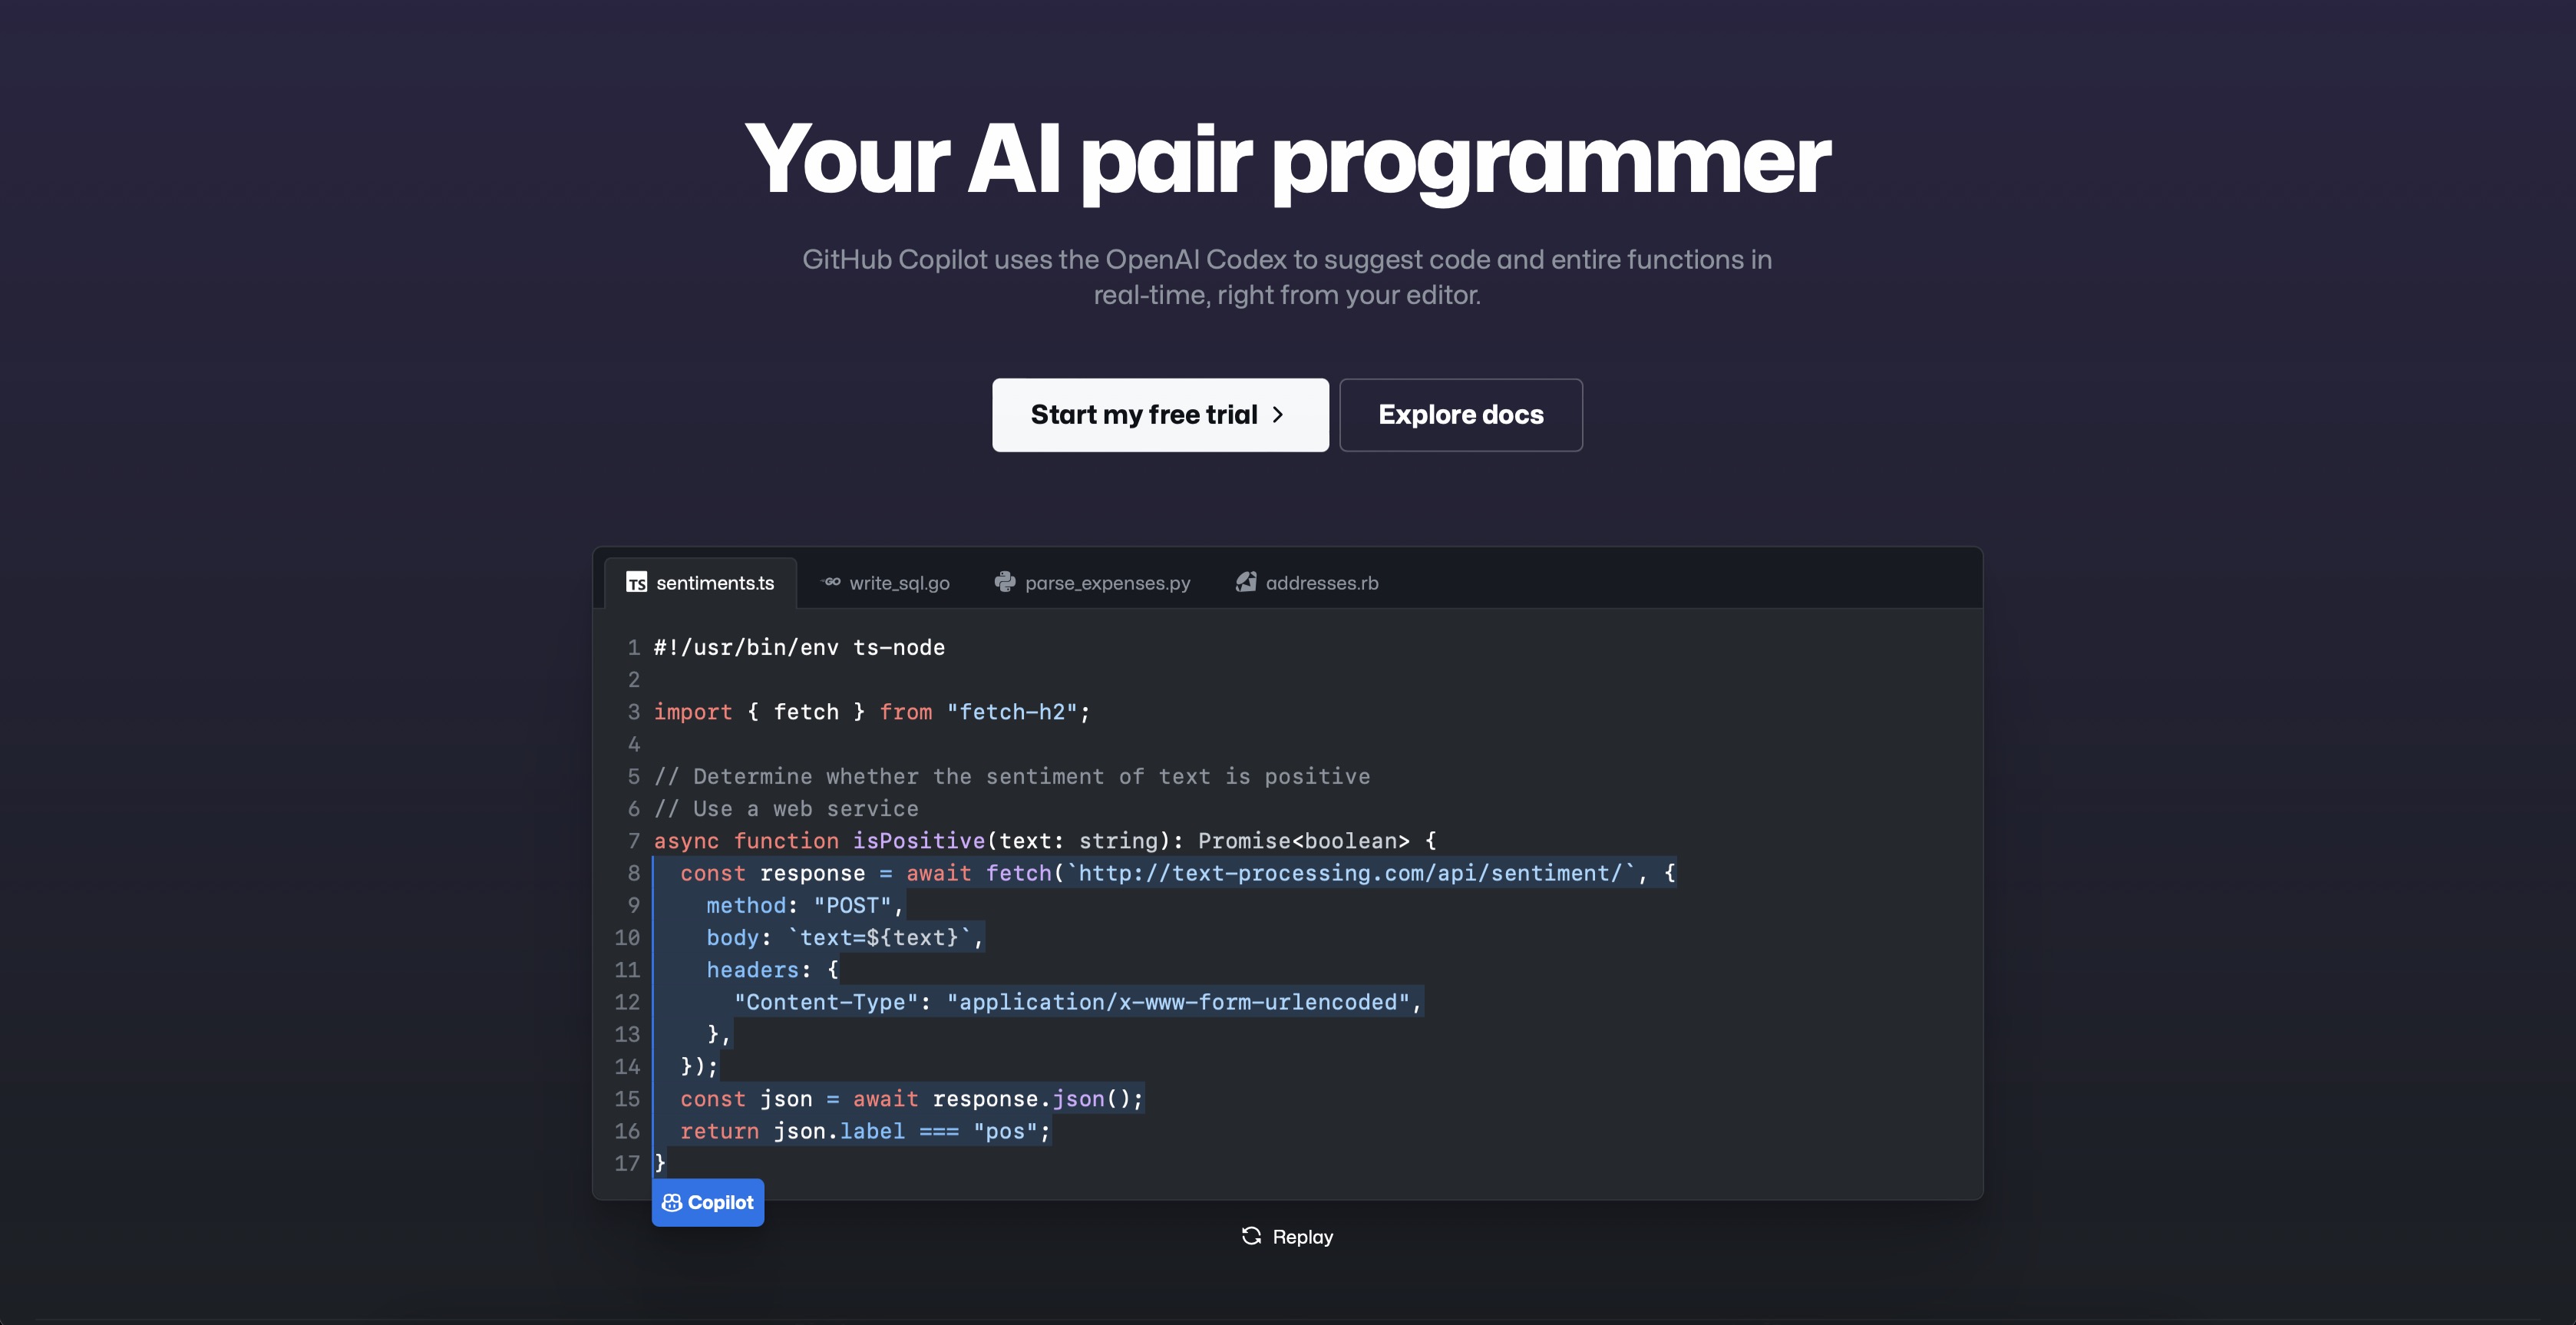 Your AI pair programmer
GitHub Copilot uses the OpenAI Codex to suggest code and entire functions in
real-time, right from your editor.
Start my free trial
Explore docs
TS sentiments.ts
GO write_sql.go
parse_expenses.py
addresses.rb
1 #!/usr/bin/env ts-node
2
3 import { fetch } from "fetch-h2";
4
5 // Determine whether the sentiment of text is positive
6 // Use a web service
7 async function isPositive(text: string): Promise<boolean> {
8   const response = await fetch(`http://text-processing.com/api/sentiment/`, {
9     method: "POST",
10     body: `text=${text}`,
11     headers: {
12       "Content-Type": "application/x-www-form-urlencoded",
13     },
14   });
15   const json = await response.json();
16   return json.label === "pos";
17 }
Copilot
Replay